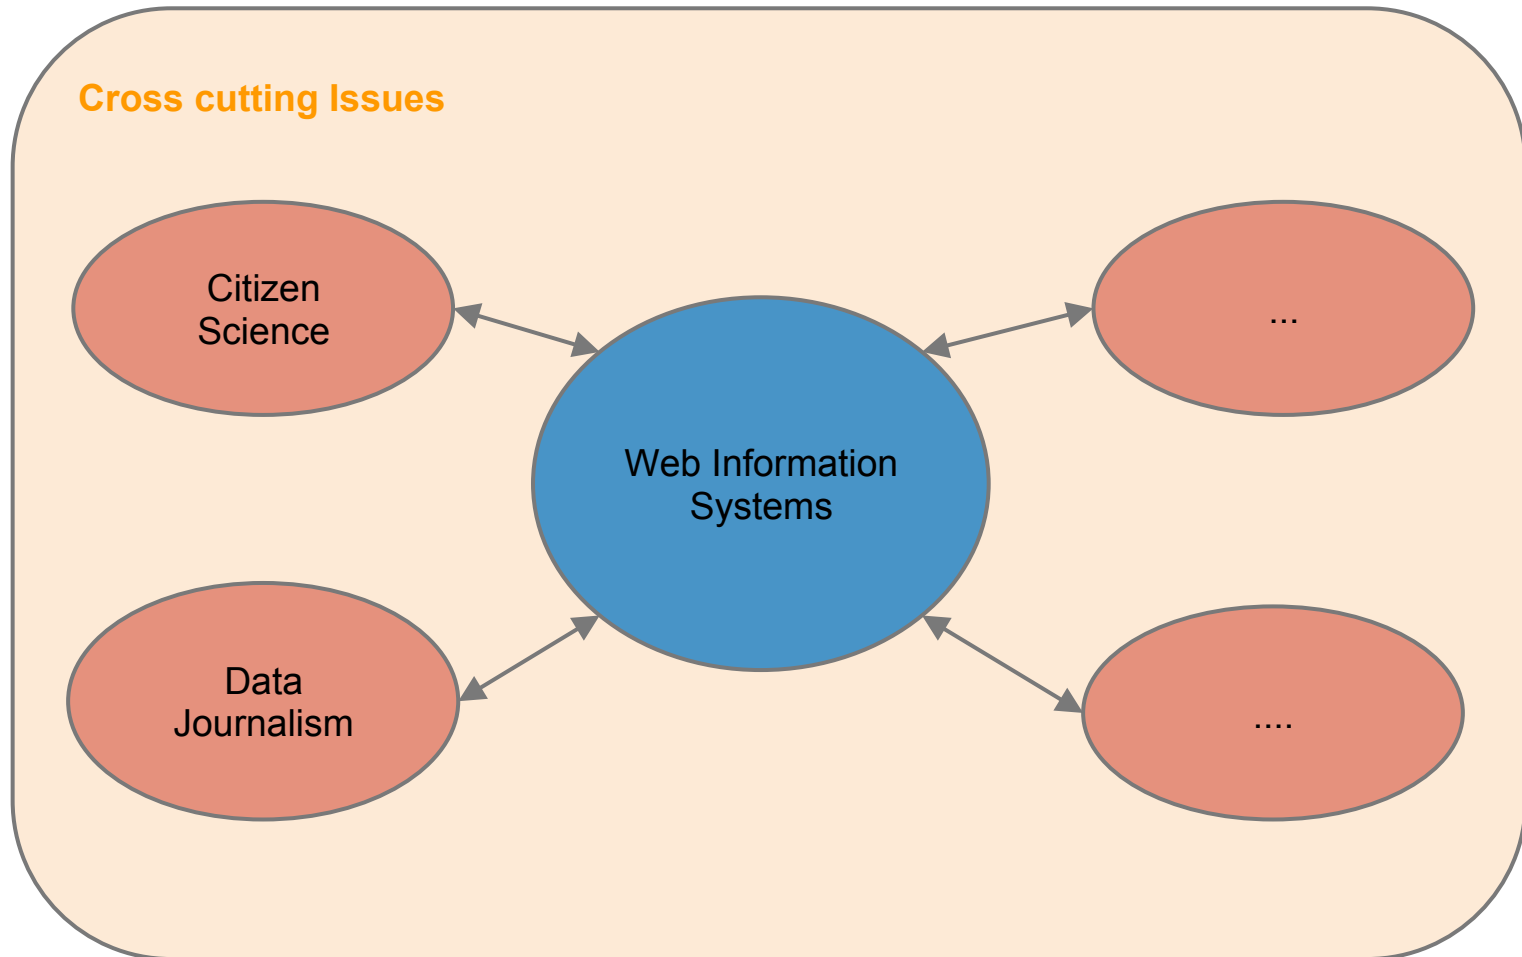 Cross cutting Issues
Citizen
Science
...
Web Information
Systems
Data
Journalism
....